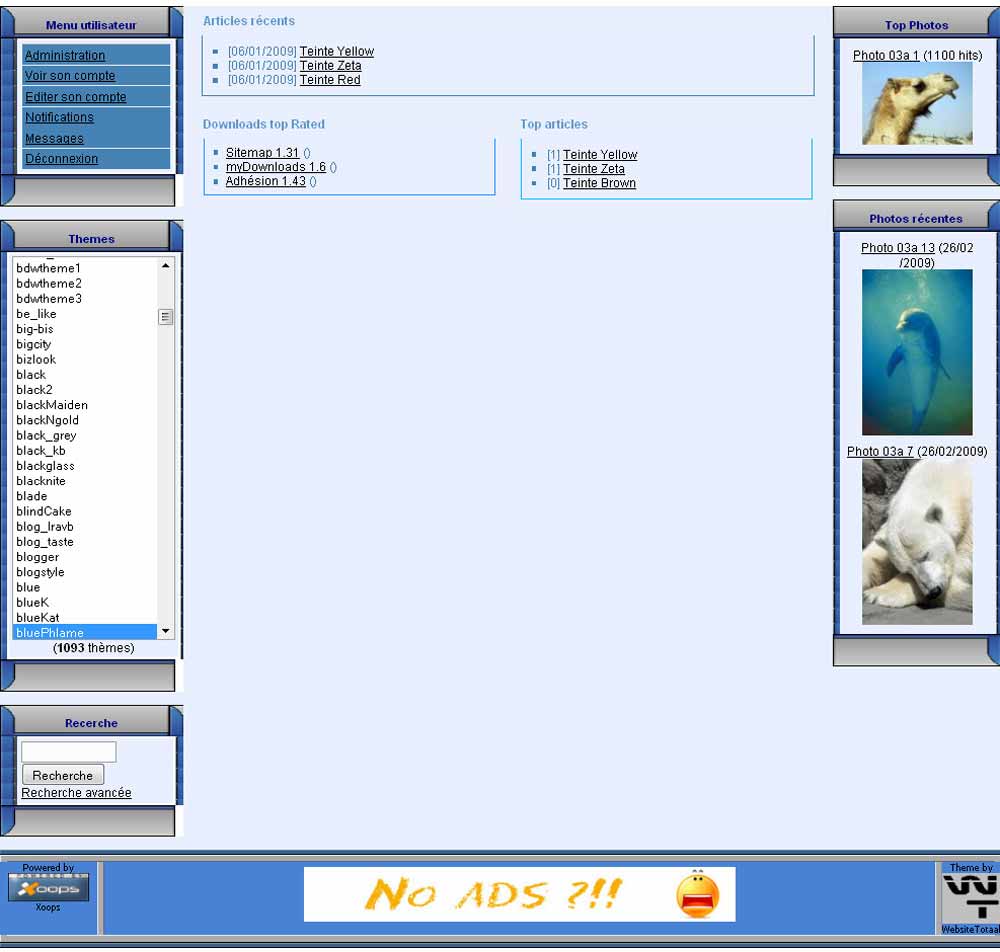 Menu utilisateur
Administration
Voir son compte
Editer son compte
Notifications
Messages
Déconnexion
Themes
bdwtheme1
bdwtheme2
bdwtheme3
be_like
big-bis
bigcity
bizlook
black
black2
blackMaiden
blackNgold
black_grey
black_kb
blackglass
blacknite
blade
blindCake
blog_lravb
blog_taste
blogger
blogstyle
blue
blueK
blueKat
bluePhlame
(1093 thèmes)
Recerche
Recherche
Recherche avancée
Articles récents
[06/01/2009] Teinte Yellow
[06/01/2009] Teinte Zeta
[06/01/2009] Teinte Red
Downloads top Rated
Sitemap 1.31 ()
myDownloads 1.6 ()
Adhésion 1.43 ()
Top articles
[1] Teinte Yellow
[1] Teinte Zeta
[0] Teinte Brown
Top Photos
Photo 03a 1 (1100 hits)
Photos récentes
Photo 03a 13 (26/02
/2009)
Photo 03a 7 (26/02/2009)
Powered by
Xoops
Xoops
No ADS ?!!
Theme by
WT
WebsiteTotaal